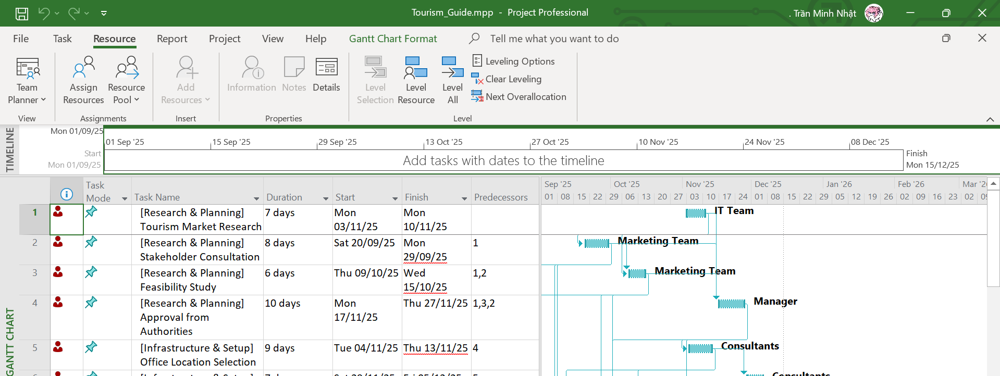 Tourism_Guide.mpp - Project Professional
. Trần Minh Nhật
File Task Resource Report Project View Help Gantt Chart Format Tell me what you want to do
Team Planner
View
Assign Resources
Resource Pool
Assignments
Add Resources
Insert
Information
Notes
Details
Properties
Level Selection
Level Resource
Level All
Leveling Options
Clear Leveling
Next Overallocation
Level
TIMELINE
Mon 01/09/25
Start
Mon 01/09/25
01 Sep '25 15 Sep '25 29 Sep '25 13 Oct '25 27 Oct '25 10 Nov '25 24 Nov '25 08 Dec '25
Add tasks with dates to the timeline
Finish
Mon 15/12/25
GANTT CHART
Task Mode Task Name Duration Start Finish Predecessors
Sep '25 Oct '25 Nov '25 Dec '25 Jan '26 Feb '26
01 08 15 22 29 06 13 20 27 03 10 17 24 01 08 15 22 29 05 12 19 26 02 09 16 23 02
1 [Research & Planning] Tourism Market Research 7 days Mon 03/11/25 Mon 10/11/25
IT Team
2 [Research & Planning] Stakeholder Consultation 8 days Sat 20/09/25 Mon 29/09/25 1
Marketing Team
3 [Research & Planning] Feasibility Study 6 days Thu 09/10/25 Wed 15/10/25 1,2
Marketing Team
4 [Research & Planning] Approval from Authorities 10 days Mon 17/11/25 Thu 27/11/25 1,3,2
Manager
5 [Infrastructure & Setup] Office Location Selection 9 days Tue 04/11/25 Thu 13/11/25 4
Consultants